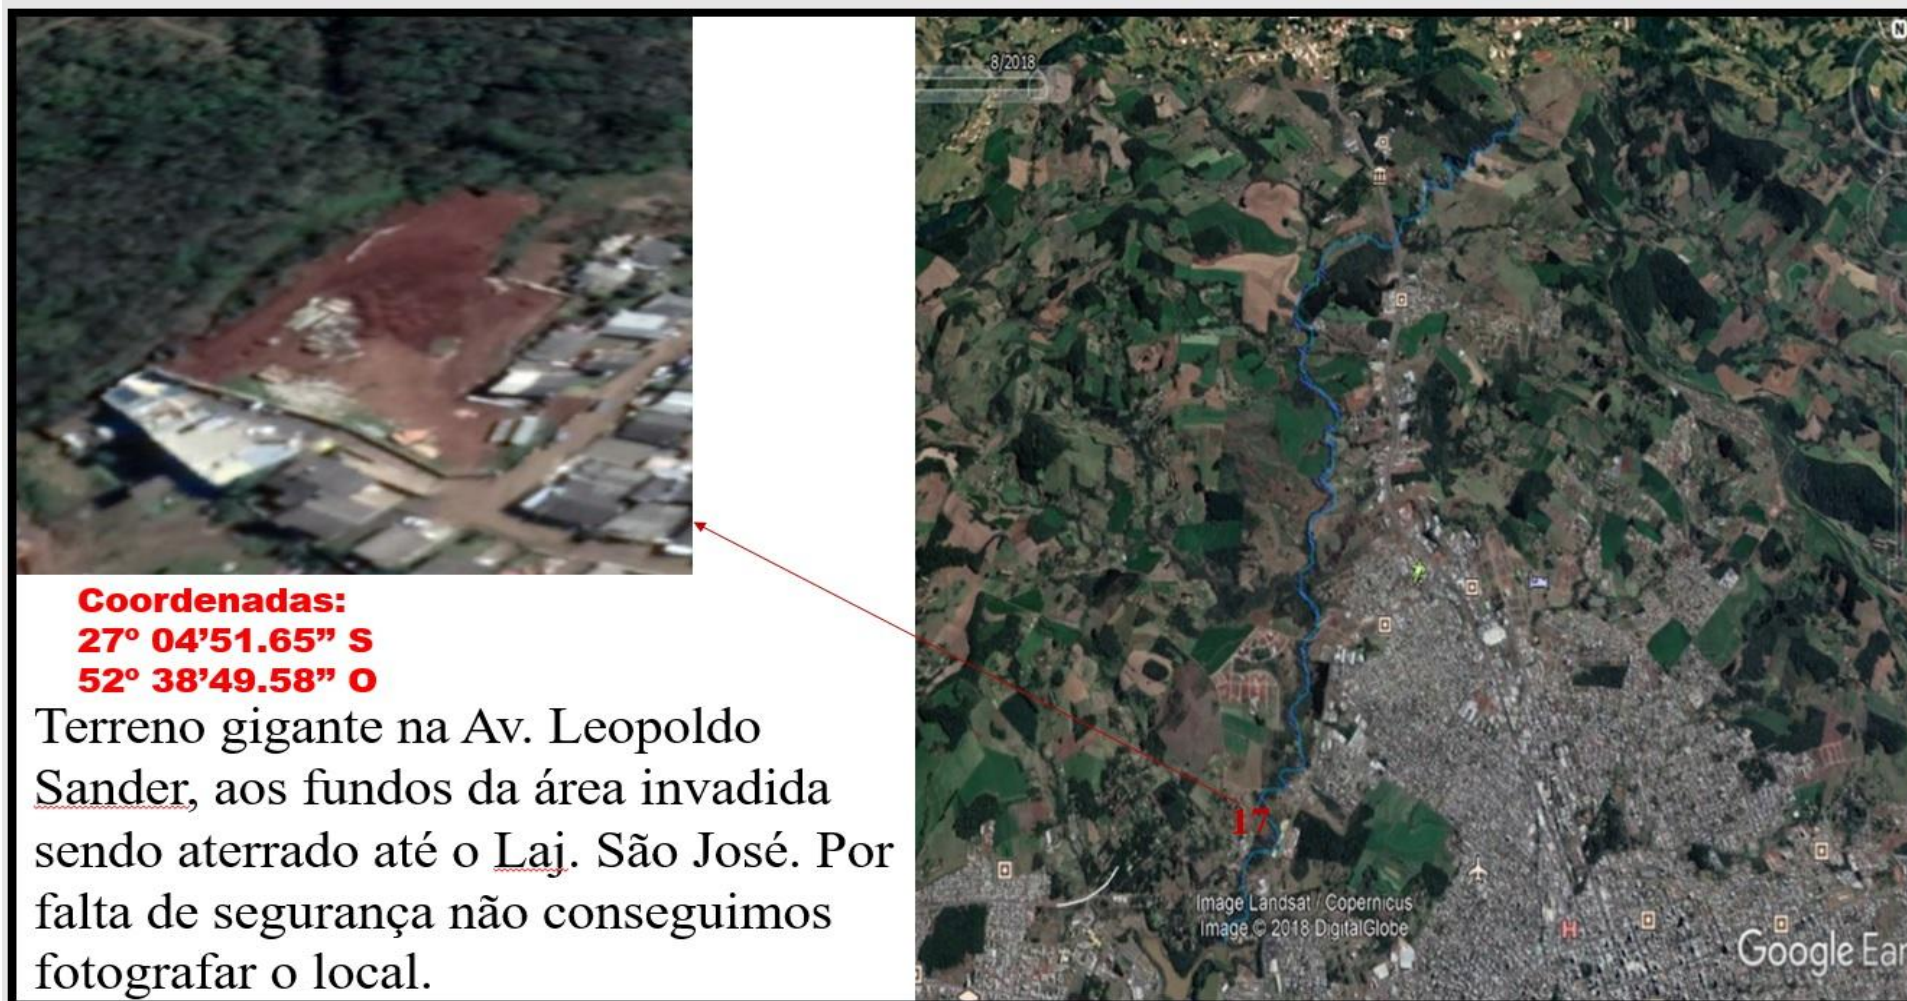 8/2018
N
Coordenadas:
27º 04’51.65” S
52º 38’49.58” O
Terreno gigante na Av. Leopoldo
Sander, aos fundos da área invadida
sendo aterrado até o Laj. São José. Por
falta de segurança não conseguimos
fotografar o local.
17
Image Landsat / Copernicus
Image © 2018 DigitalGlobe
H
Google Ear